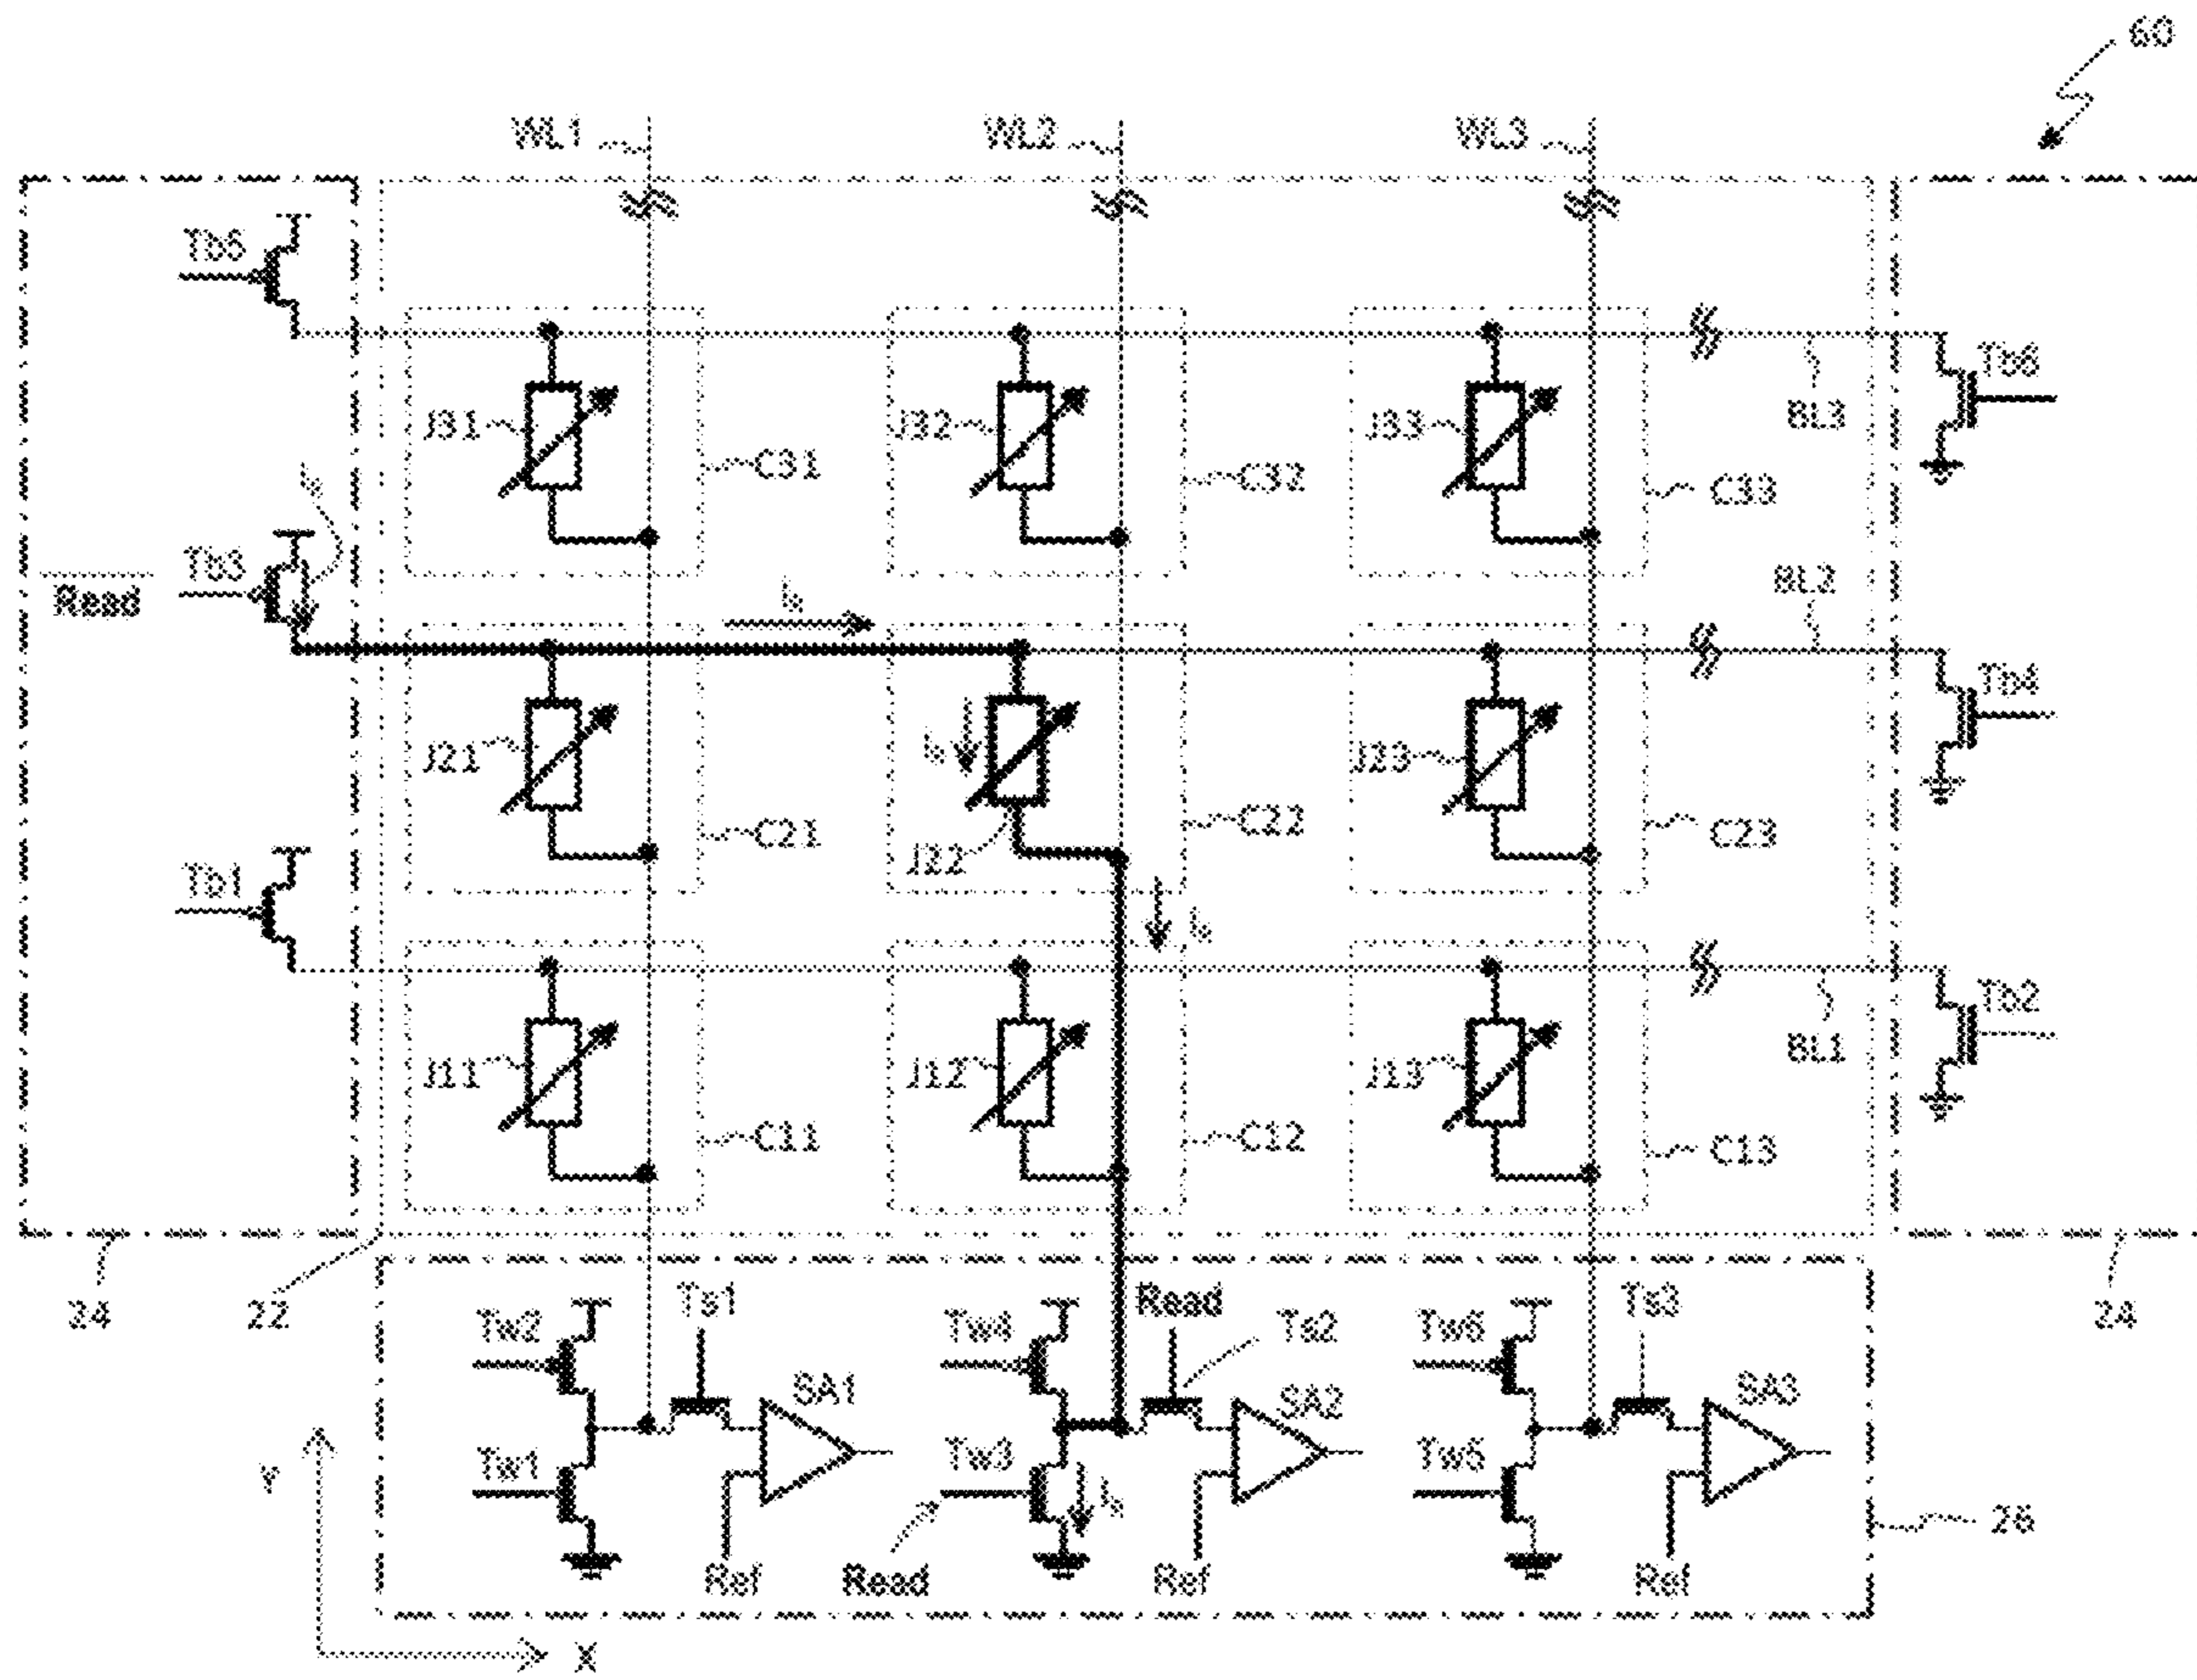 60
WL1 WL2 WL3
Tb5
Tb6
J31 J32 J33
BL3
C31 C32 C33
Tb3
BL2
Read
Tb4
J21 J23
C21 J22 C22 C23
Tb1
Tb2
J11 J12 J13
BL1
C11 C12 C13
24 22 24
Tw2 Ts1 Tw4 Read Ts2 Tw6 Ts3
SA1 SA2 SA3
Y Tw1 Tw3 Tw5
26
Ref Read Ref Ref
X